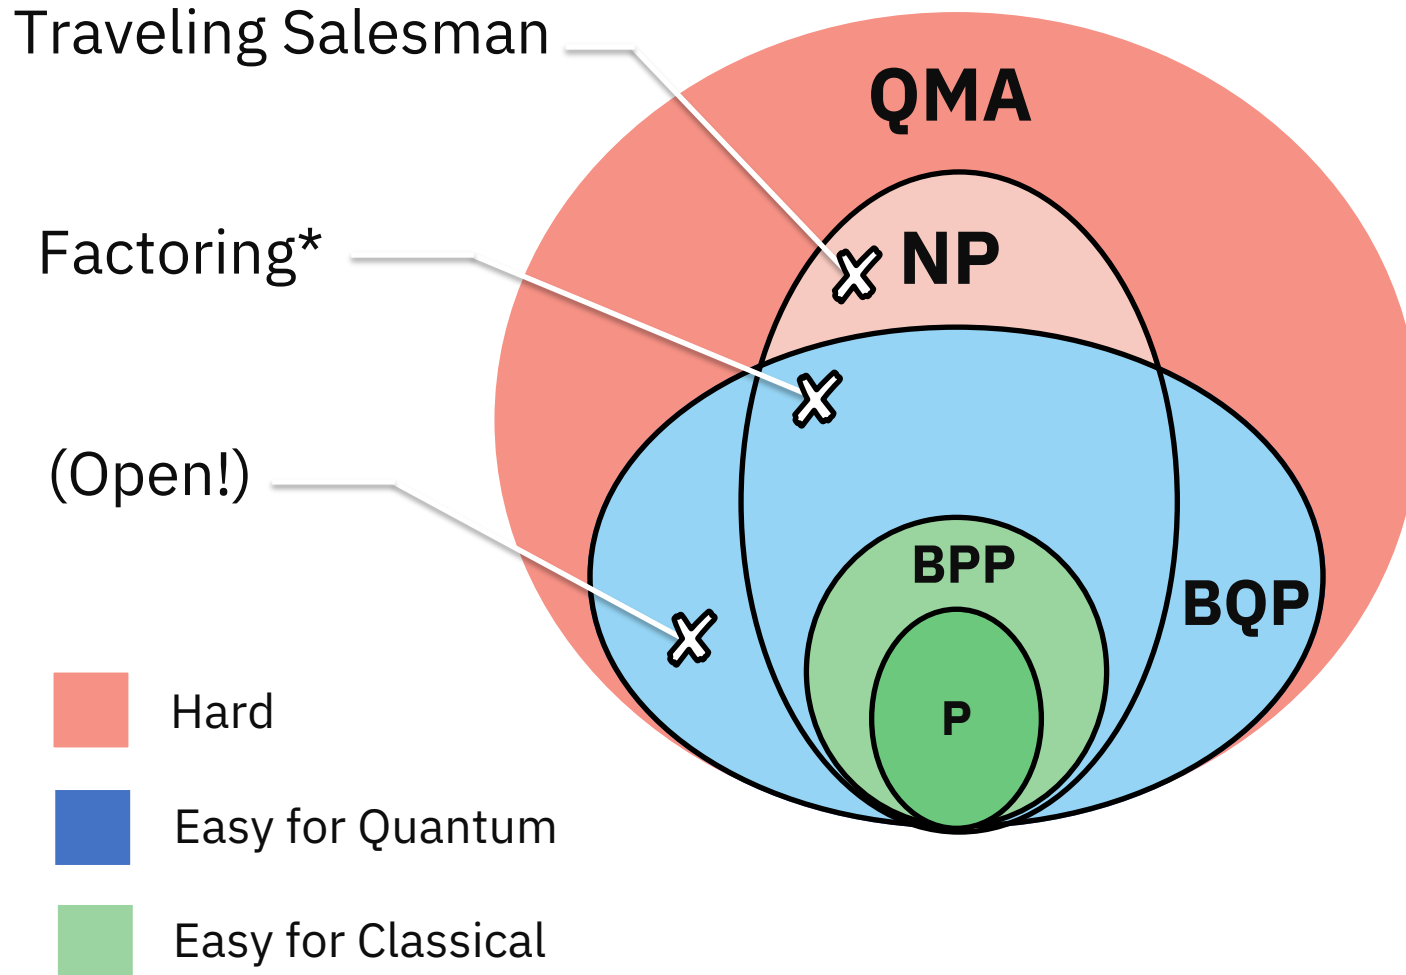 Traveling Salesman
QMA
Factoring*
NP
(Open!)
BPP
BQP
P
Hard
Easy for Quantum
Easy for Classical